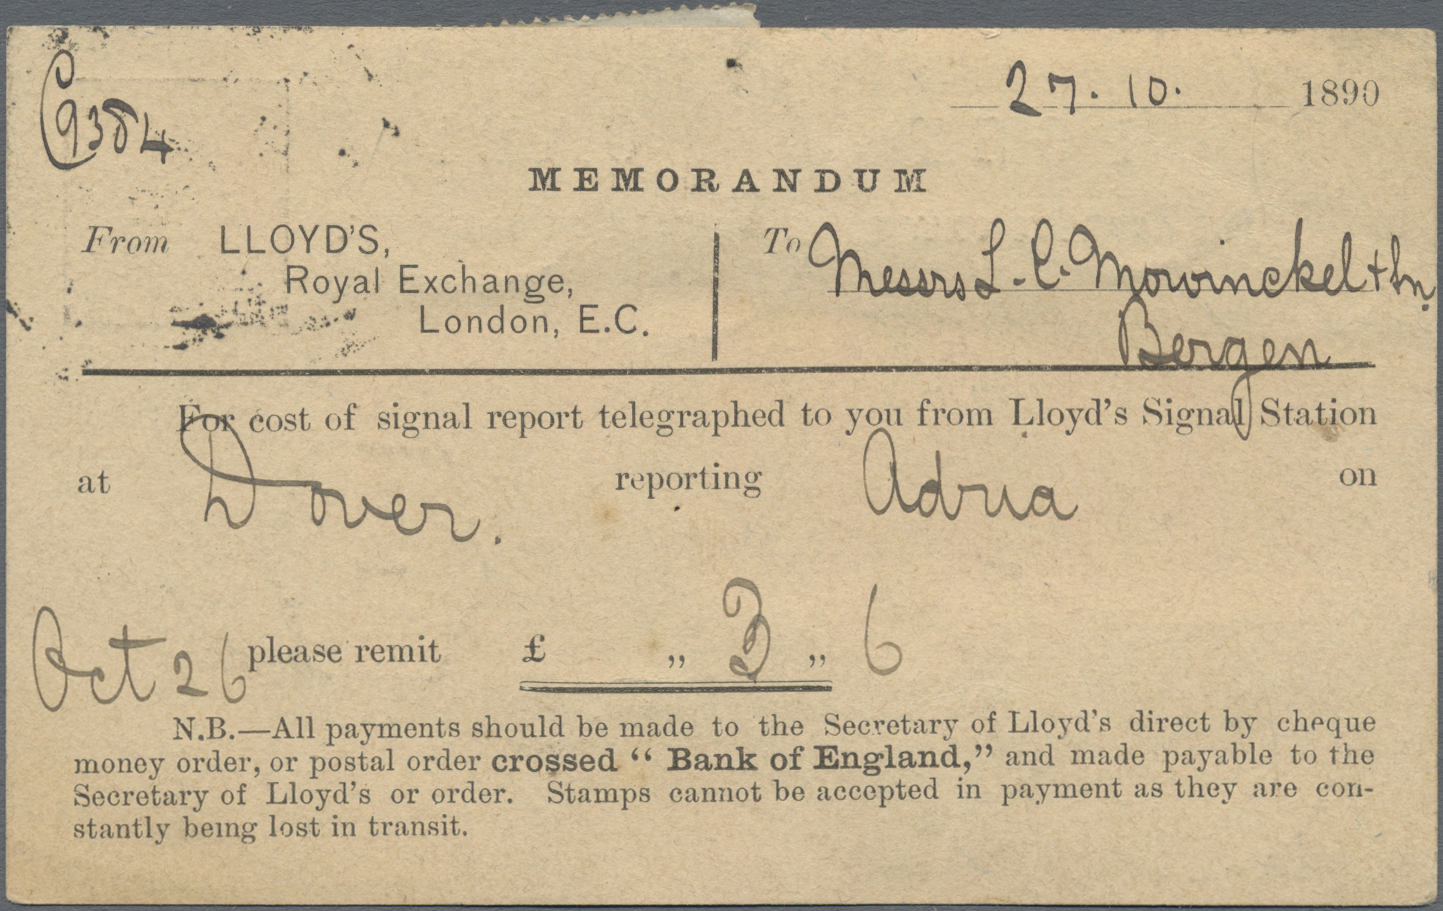 C9384
27. 10. 1890
MEMORANDUM
From LLOYD'S,
Royal Exchange,
London, E.C.
To Messrs L. C. Mowinckel + Sn.
Bergen
For cost of signal report telegraphed to you from Lloyd's Signal Station
at Dover. reporting Adria on
Oct 26 please remit £ „ 3 „ 6
N.B.—All payments should be made to the Secretary of Lloyd's direct by cheque
money order, or postal order crossed “ Bank of England,” and made payable to the
Secretary of Lloyd's or order. Stamps cannot be accepted in payment as they are con-
stantly being lost in transit.